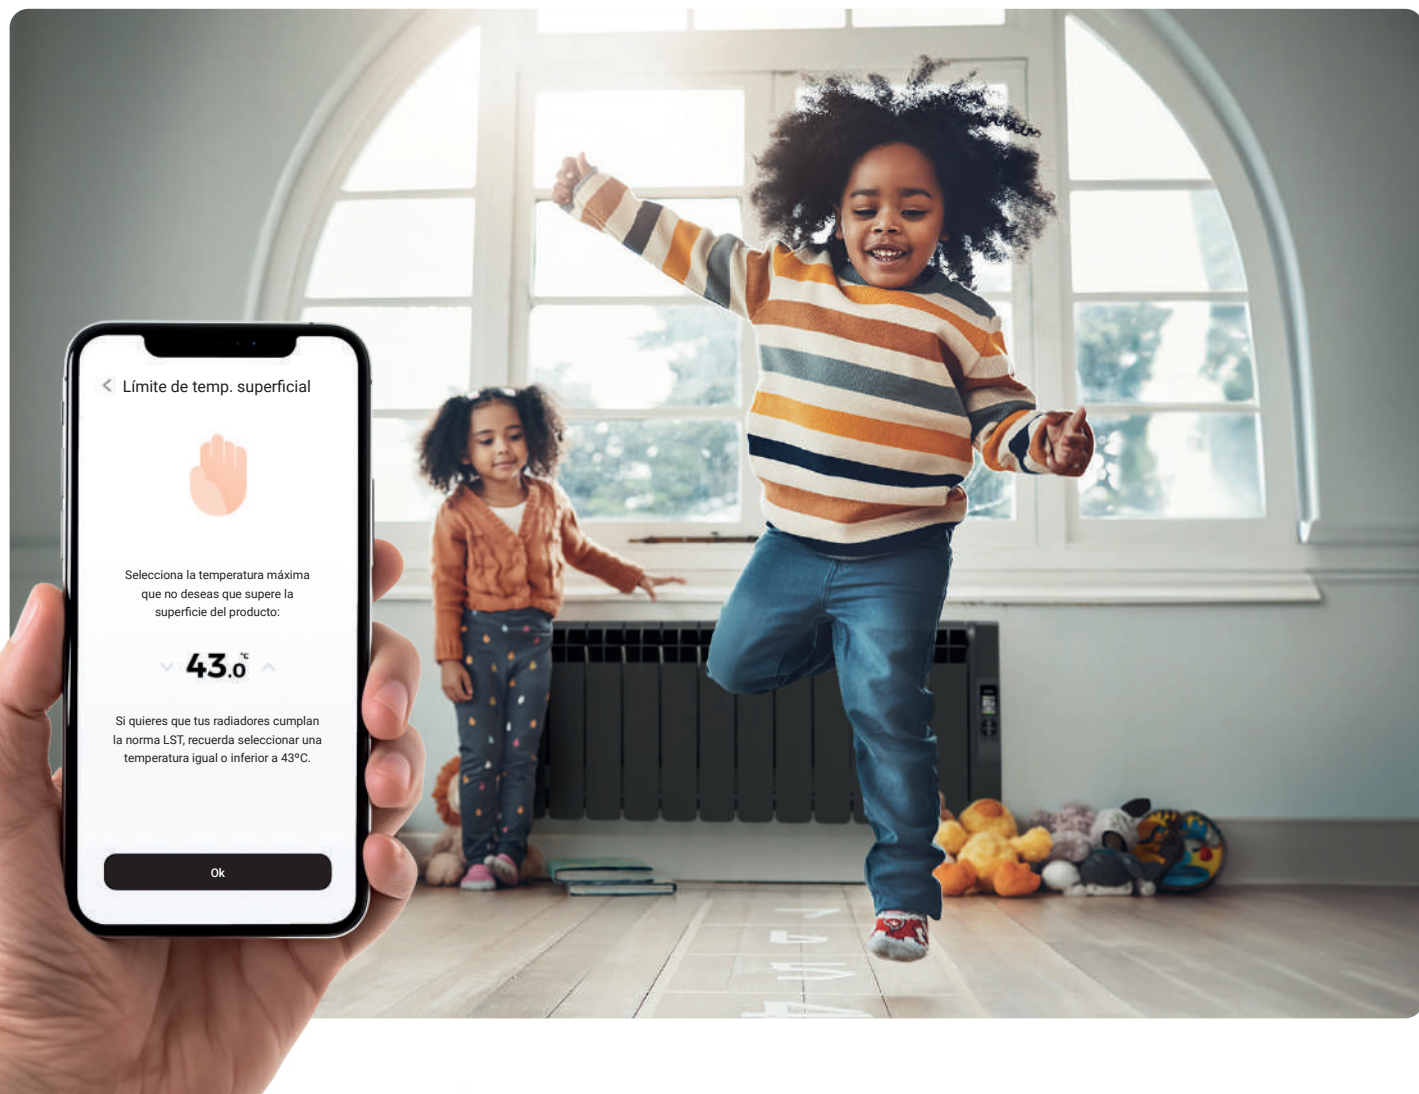 Límite de temp. superficial
Selecciona la temperatura máxima
que no deseas que supere la
superficie del producto:
43.0 °C
Si quieres que tus radiadores cumplan
la norma LST, recuerda seleccionar una
temperatura igual o inferior a 43ºC.
Ok